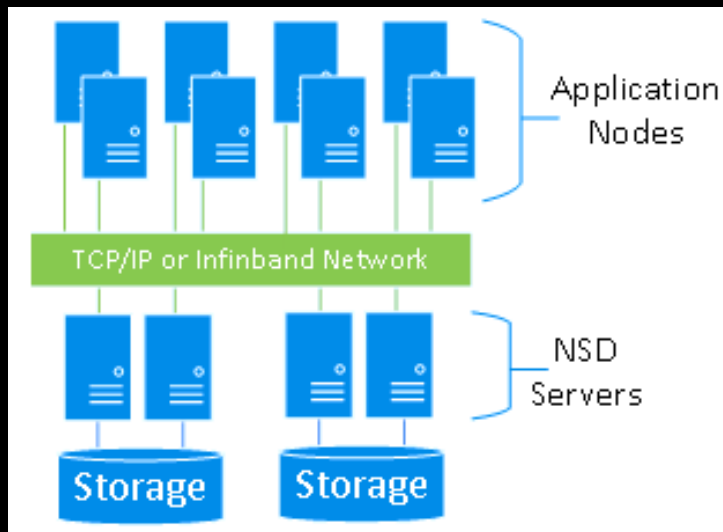 Application
Nodes
TCP/IP or Infinband Network
NSD
Servers
Storage
Storage